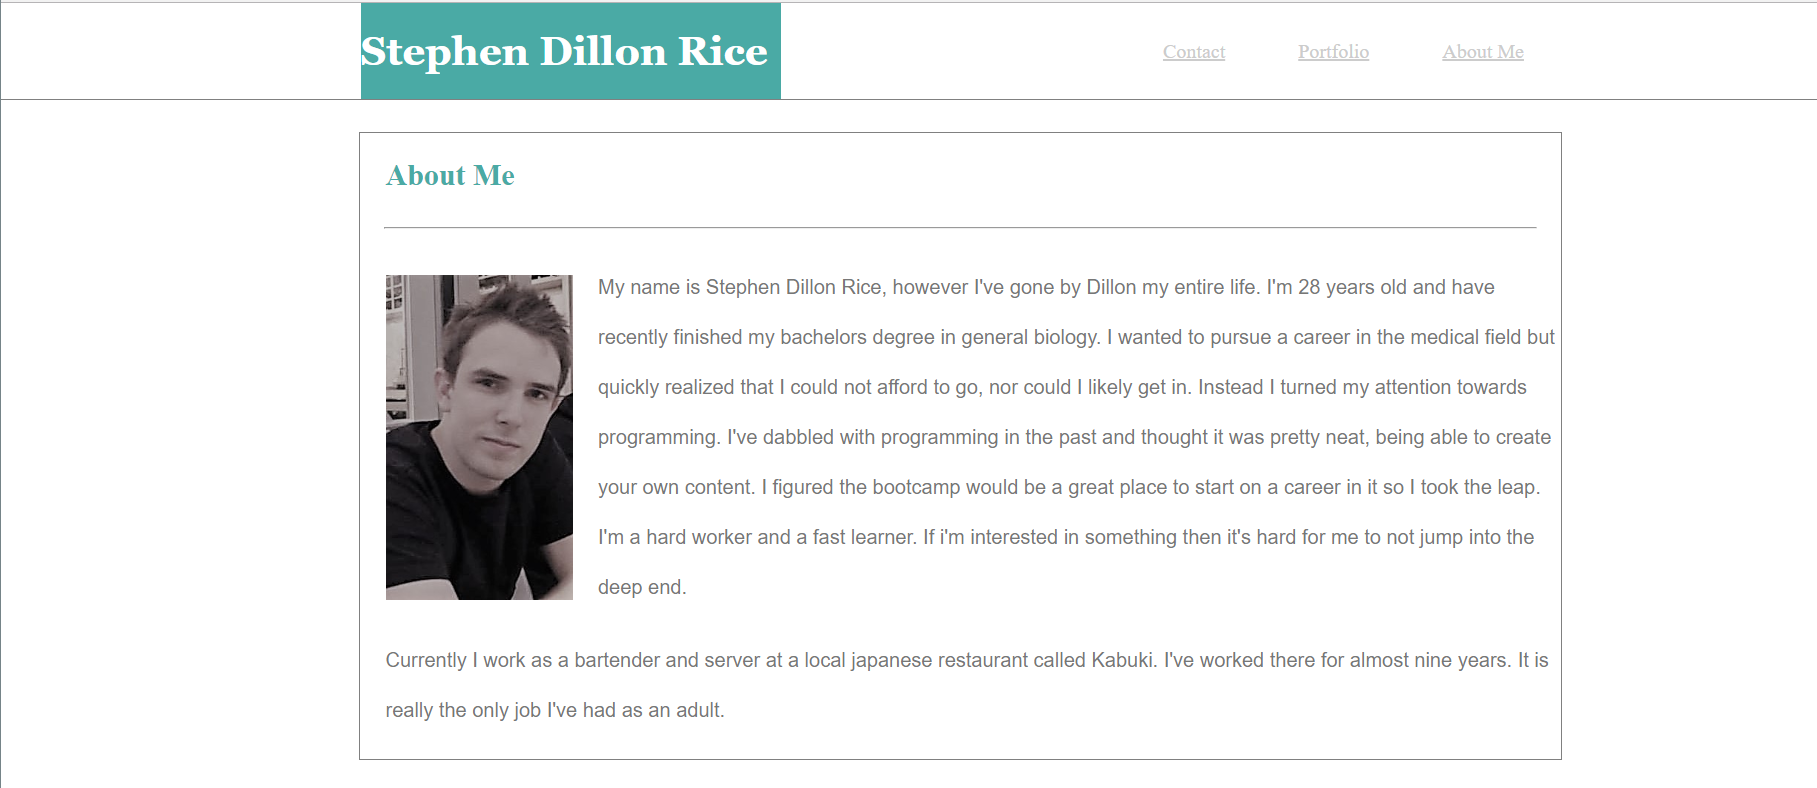 Stephen Dillon Rice
Contact Portfolio About Me
About Me
My name is Stephen Dillon Rice, however I've gone by Dillon my entire life. I'm 28 years old and have
recently finished my bachelors degree in general biology. I wanted to pursue a career in the medical field but
quickly realized that I could not afford to go, nor could I likely get in. Instead I turned my attention towards
programming. I've dabbled with programming in the past and thought it was pretty neat, being able to create
your own content. I figured the bootcamp would be a great place to start on a career in it so I took the leap.
I'm a hard worker and a fast learner. If i'm interested in something then it's hard for me to not jump into the
deep end.
Currently I work as a bartender and server at a local japanese restaurant called Kabuki. I've worked there for almost nine years. It is
really the only job I've had as an adult.